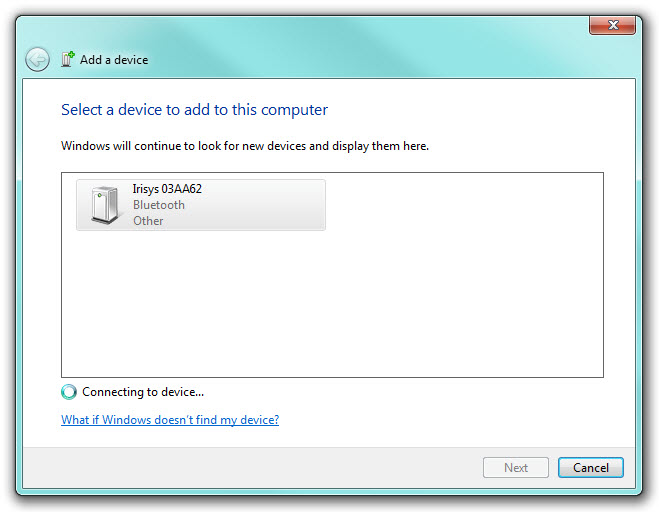 Add a device
Select a device to add to this computer
Windows will continue to look for new devices and display them here.
Irisys 03AA62
Bluetooth
Other
Connecting to device...
What if Windows doesn't find my device?
Next
Cancel